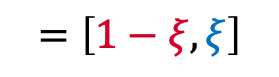 = [1 − ξ, ξ]